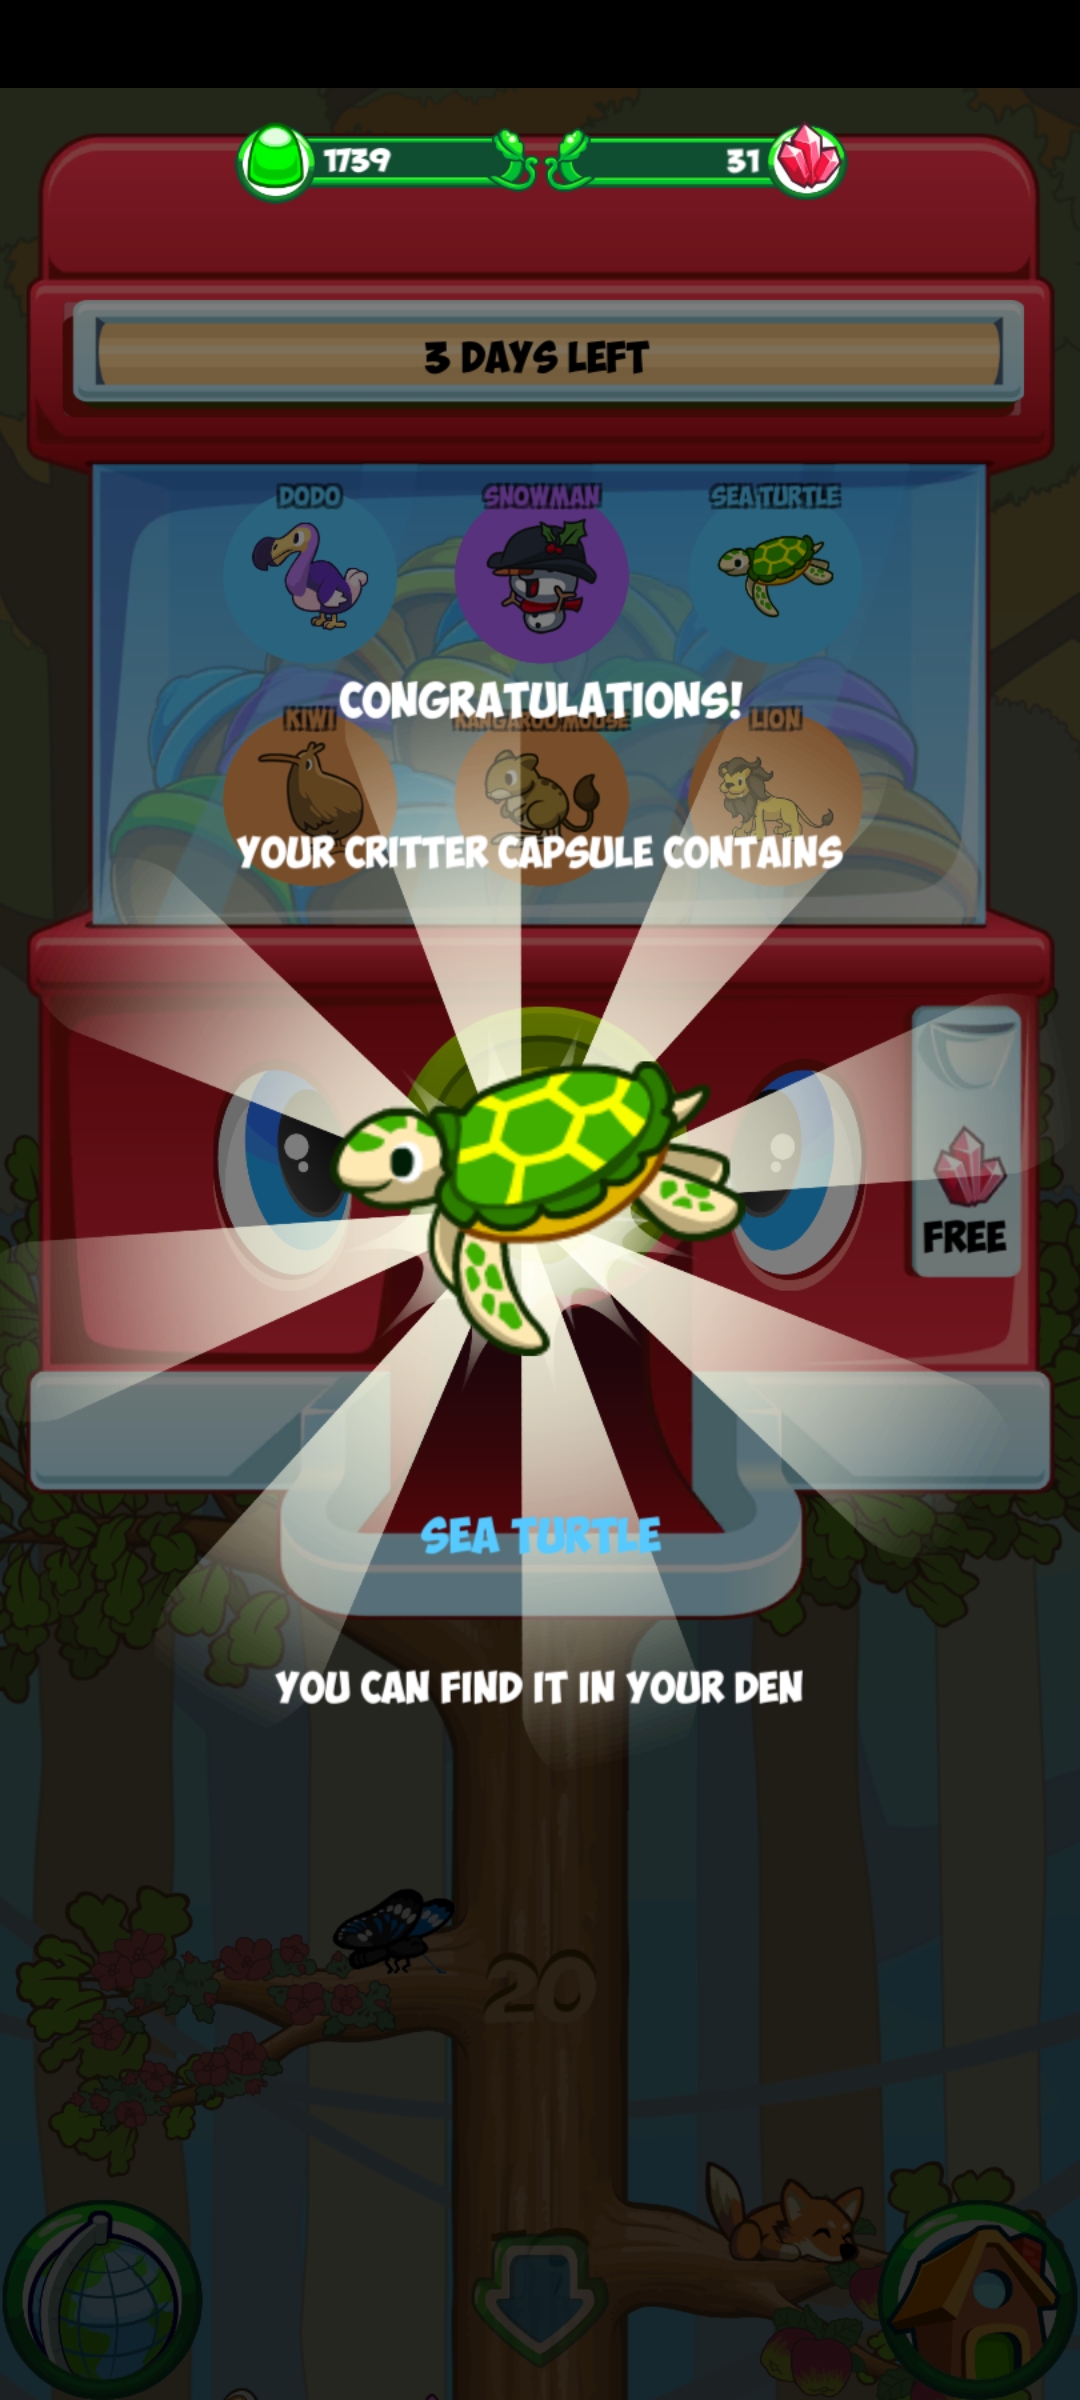 1739 31
3 DAYS LEFT
DODO SNOWMAN SEA TURTLE
CONGRATULATIONS!
KIWI KANGAROO MOUSE LION
YOUR CRITTER CAPSULE CONTAINS
FREE
SEA TURTLE
YOU CAN FIND IT IN YOUR DEN
20